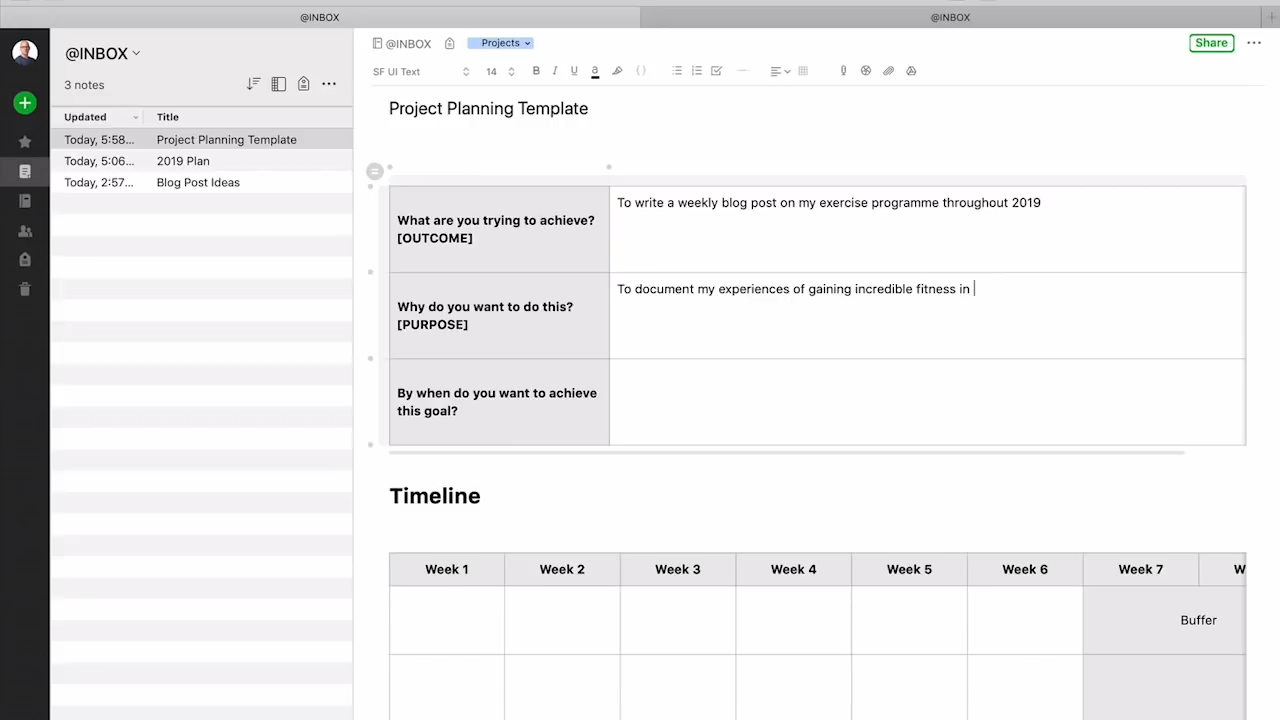 @INBOX
@INBOX
@INBOX
3 notes
Updated Title
Today, 5:58... Project Planning Template
Today, 5:06... 2019 Plan
Today, 2:57... Blog Post Ideas
@INBOX Projects
Share
SF UI Text 14 B I U a
Project Planning Template
What are you trying to achieve?
[OUTCOME]
To write a weekly blog post on my exercise programme throughout 2019
Why do you want to do this?
[PURPOSE]
To document my experiences of gaining incredible fitness in
By when do you want to achieve
this goal?
Timeline
Week 1 Week 2 Week 3 Week 4 Week 5 Week 6 Week 7 W
Buffer